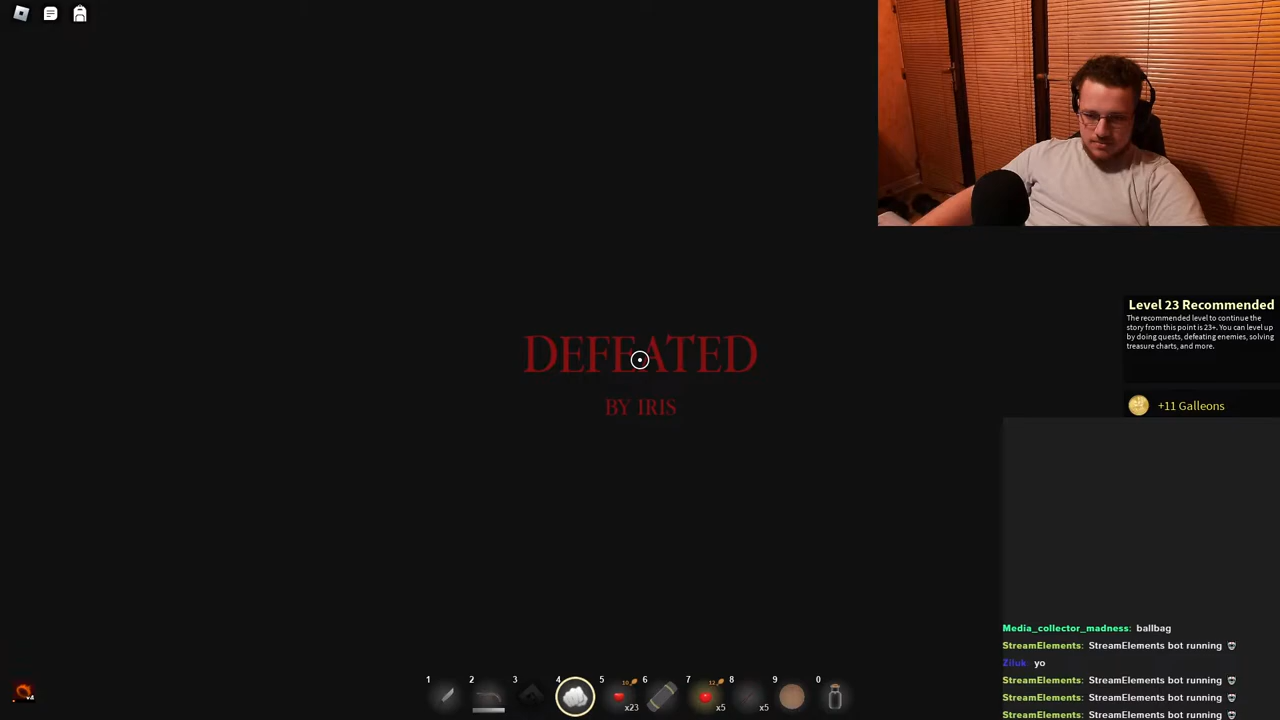 Level 23 Recommended
The recommended level to continue the
story from this point is 23+. You can level up
by doing quests, defeating enemies, solving
treasure charts, and more.
DEFEATED
BY IRIS
+11 Galleons
Media_collector_madness: ballbag
StreamElements: StreamElements bot running
Ziluk: yo
StreamElements: StreamElements bot running
StreamElements: StreamElements bot running
StreamElements: StreamElements bot running
1 2 3 4 5 6 7 8 9 0
10 12
x4 x23 x5 x5